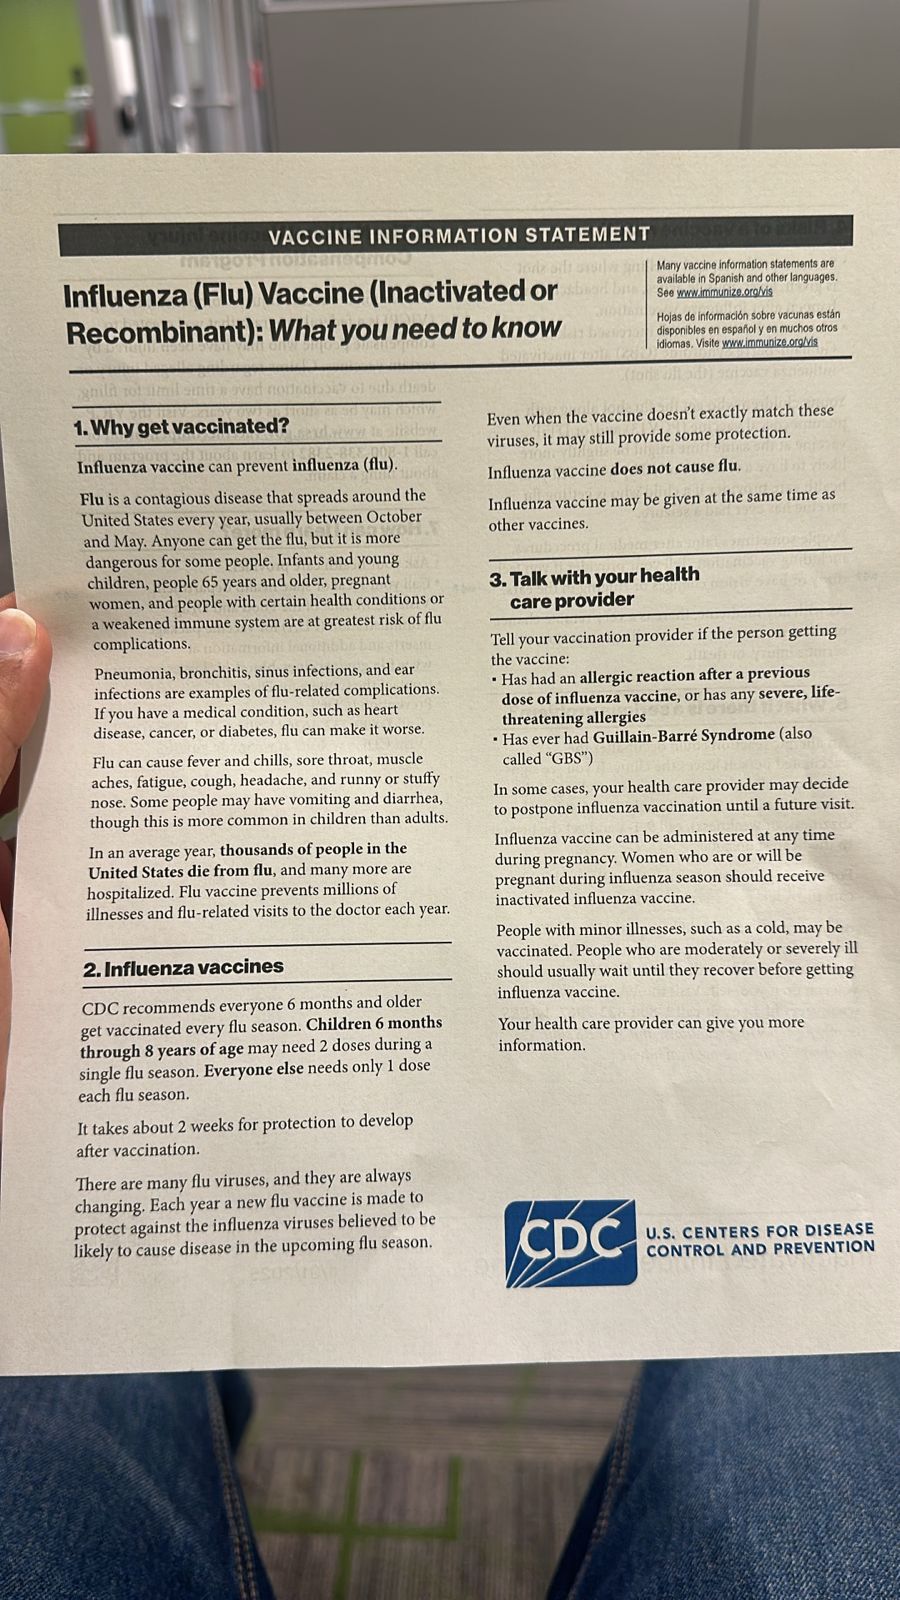 VACCINE INFORMATION STATEMENT
Influenza (Flu) Vaccine (Inactivated or
Recombinant): What you need to know
Many vaccine information statements are
available in Spanish and other languages.
See www.immunize.org/vis
Hojas de información sobre vacunas están
disponibles en español y en muchos otros
idiomas. Visite www.immunize.org/vis
1. Why get vaccinated?
Influenza vaccine can prevent influenza (flu).
Flu is a contagious disease that spreads around the
United States every year, usually between October
and May. Anyone can get the flu, but it is more
dangerous for some people. Infants and young
children, people 65 years and older, pregnant
women, and people with certain health conditions or
a weakened immune system are at greatest risk of flu
complications.
Pneumonia, bronchitis, sinus infections, and ear
infections are examples of flu-related complications.
If you have a medical condition, such as heart
disease, cancer, or diabetes, flu can make it worse.
Flu can cause fever and chills, sore throat, muscle
aches, fatigue, cough, headache, and runny or stuffy
nose. Some people may have vomiting and diarrhea,
though this is more common in children than adults.
In an average year, thousands of people in the
United States die from flu, and many more are
hospitalized. Flu vaccine prevents millions of
illnesses and flu-related visits to the doctor each year.
2. Influenza vaccines
CDC recommends everyone 6 months and older
get vaccinated every flu season. Children 6 months
through 8 years of age may need 2 doses during a
single flu season. Everyone else needs only 1 dose
each flu season.
It takes about 2 weeks for protection to develop
after vaccination.
There are many flu viruses, and they are always
changing. Each year a new flu vaccine is made to
protect against the influenza viruses believed to be
likely to cause disease in the upcoming flu season.
Even when the vaccine doesn't exactly match these
viruses, it may still provide some protection.
Influenza vaccine does not cause flu.
Influenza vaccine may be given at the same time as
other vaccines.
3. Talk with your health
care provider
Tell your vaccination provider if the person getting
the vaccine:
▪ Has had an allergic reaction after a previous
dose of influenza vaccine, or has any severe, life-
threatening allergies
▪ Has ever had Guillain-Barré Syndrome (also
called “GBS”)
In some cases, your health care provider may decide
to postpone influenza vaccination until a future visit.
Influenza vaccine can be administered at any time
during pregnancy. Women who are or will be
pregnant during influenza season should receive
inactivated influenza vaccine.
People with minor illnesses, such as a cold, may be
vaccinated. People who are moderately or severely ill
should usually wait until they recover before getting
influenza vaccine.
Your health care provider can give you more
information.
CDC
U.S. CENTERS FOR DISEASE
CONTROL AND PREVENTION